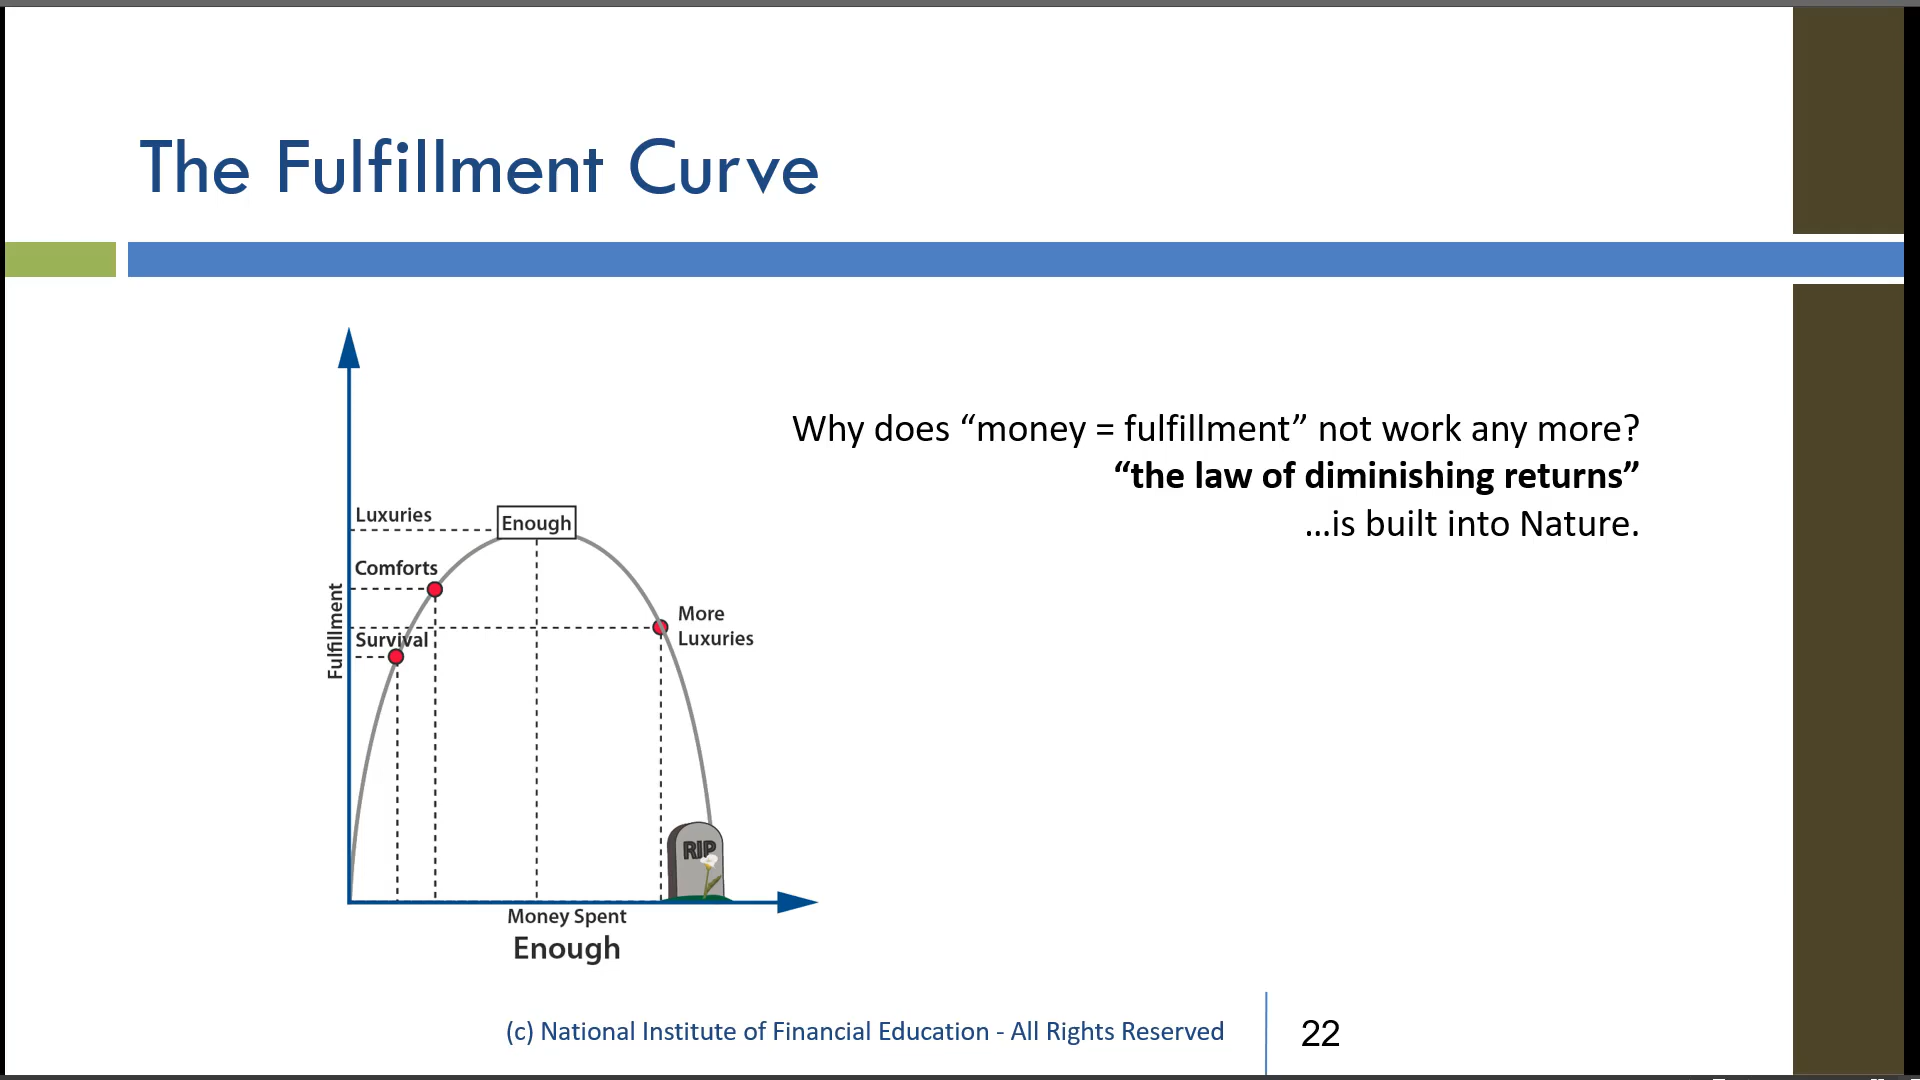 The Fulfillment Curve
Why does “money = fulfillment” not work any more?
“the law of diminishing returns”
...is built into Nature.
Luxuries
Enough
Comforts
Fulfillment
Survival
More
Luxuries
RIP
Money Spent
Enough
(c) National Institute of Financial Education - All Rights Reserved
22